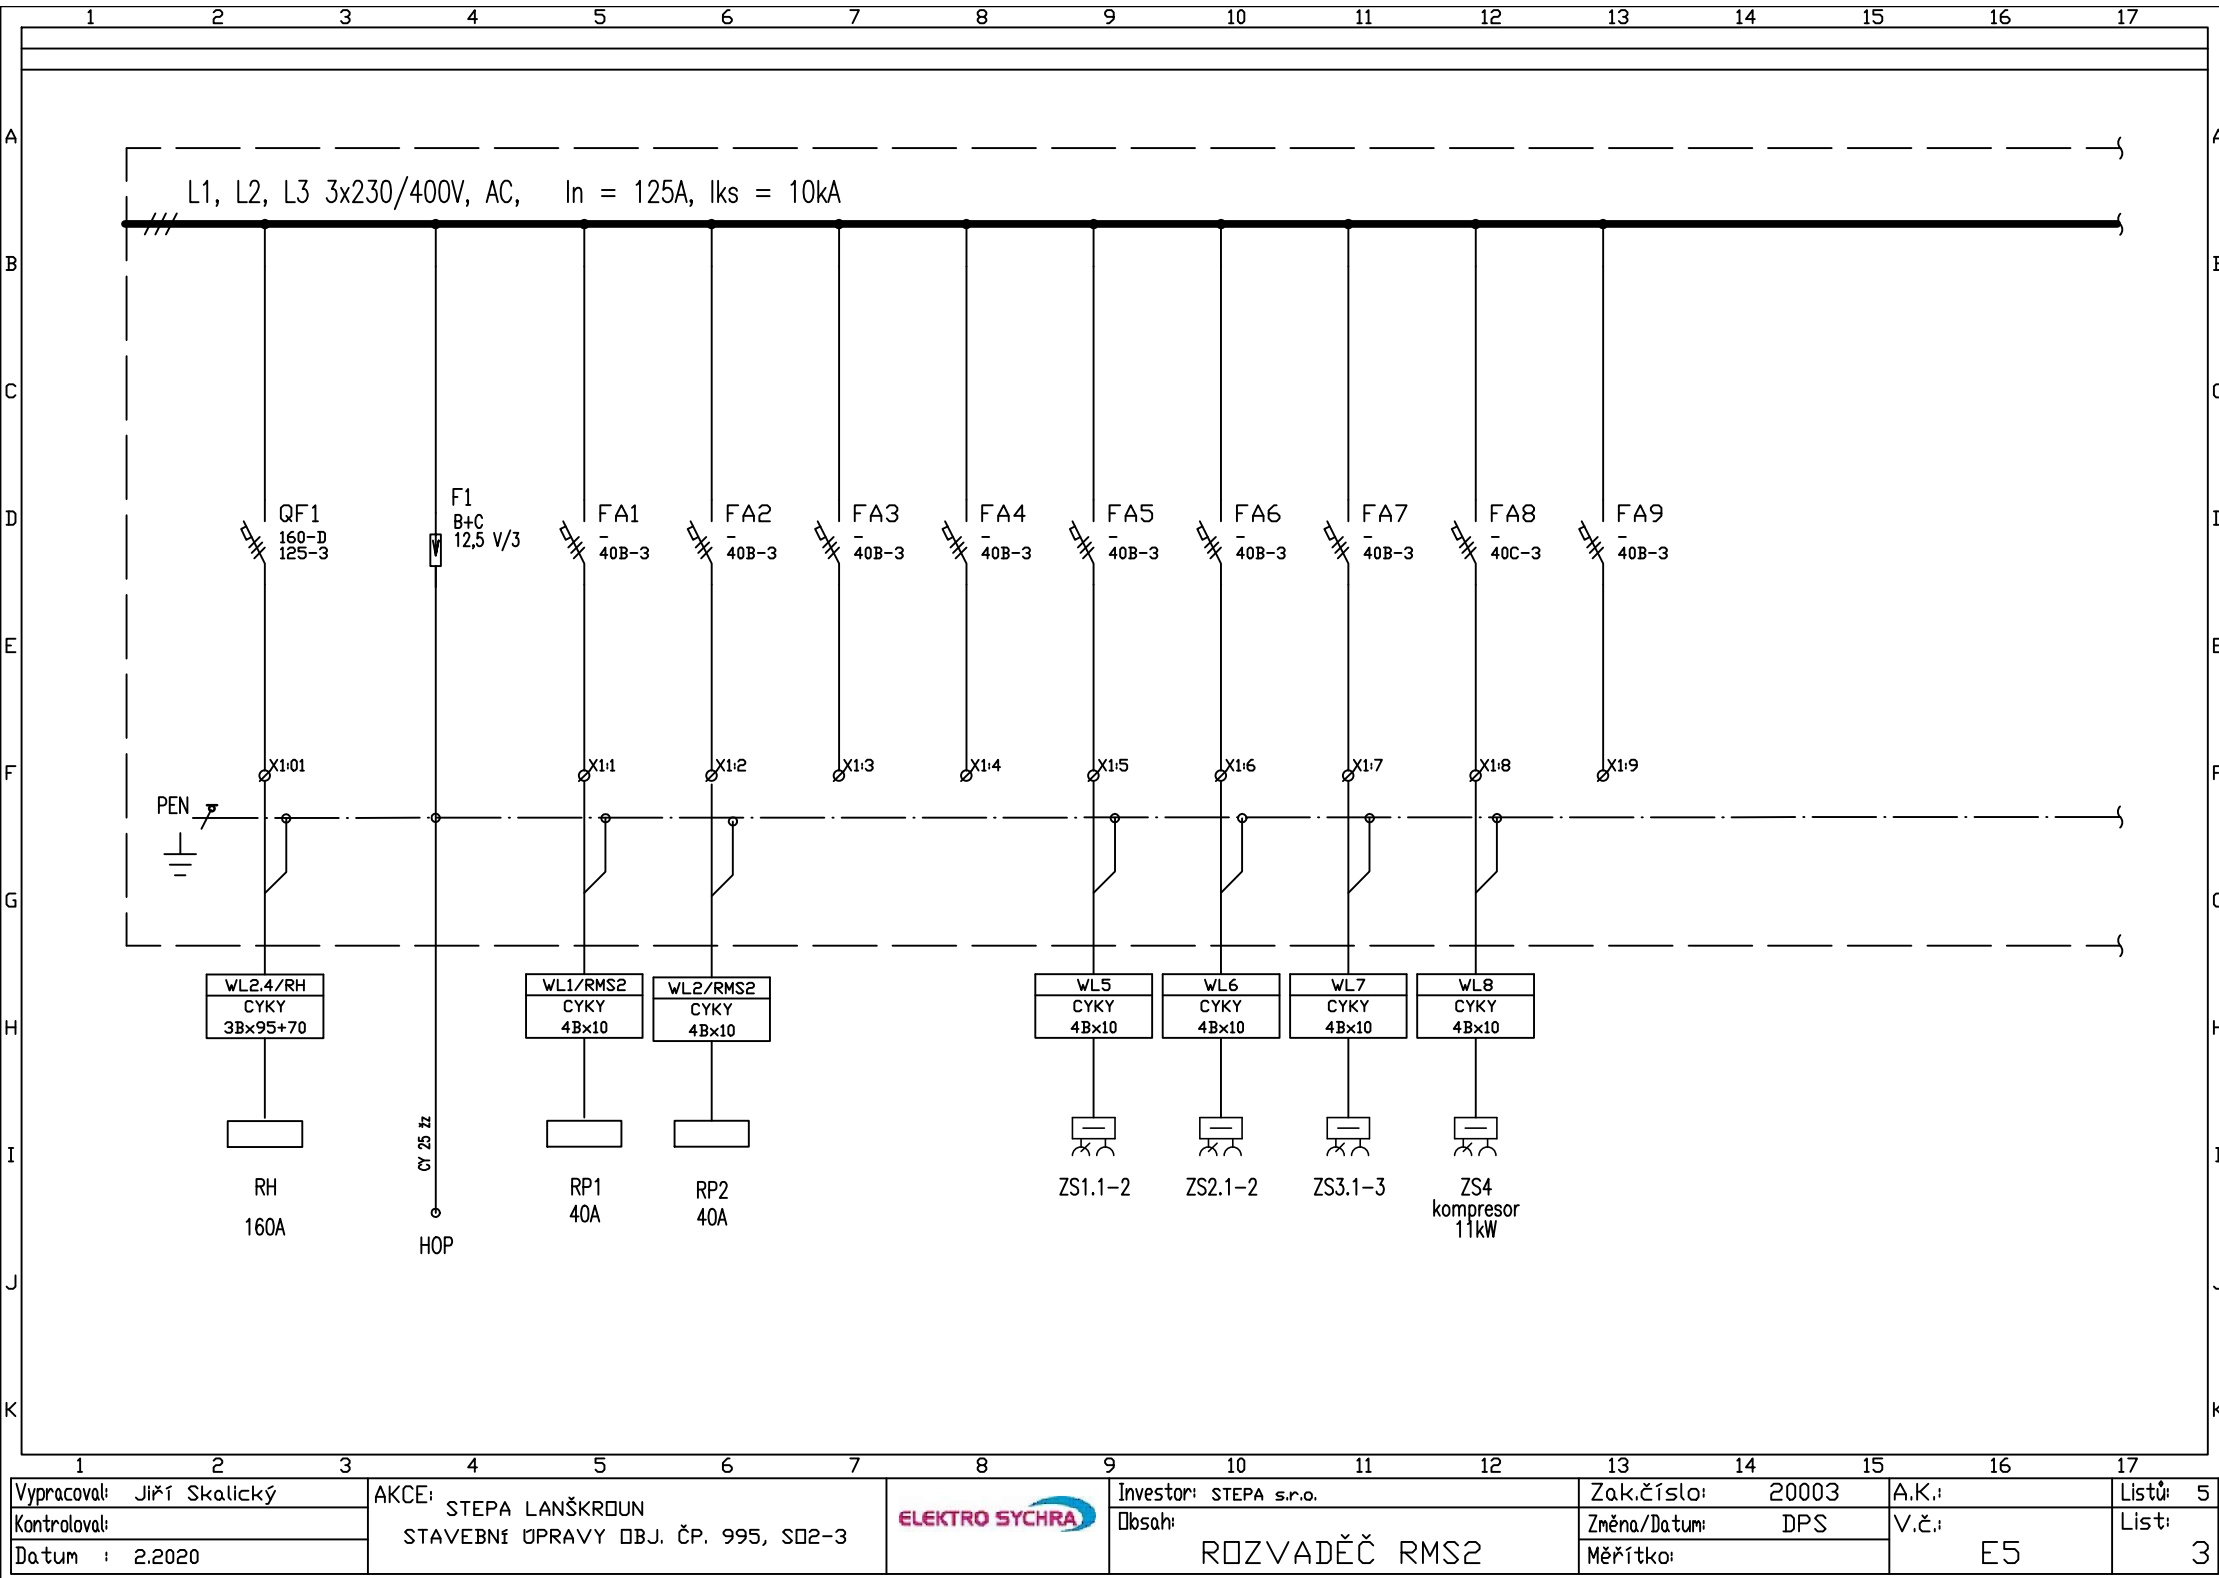 1 2 3 4 5 6 7 8 9 10 11 12 13 14 15 16 17
A A
L1, L2, L3 3x230/400V, AC, In = 125A, Iks = 10kA
B B
C C
D D
QF1
160-D
125-3
F1
B+C
12,5 V/3
FA1
-
40B-3
FA2
-
40B-3
FA3
-
40B-3
FA4
-
40B-3
FA5
-
40B-3
FA6
-
40B-3
FA7
-
40B-3
FA8
-
40C-3
FA9
-
40B-3
E E
F F
X1:01 X1:1 X1:2 X1:3 X1:4 X1:5 X1:6 X1:7 X1:8 X1:9
PEN
G G
H H
WL2.4/RH
CYKY
3Bx95+70
WL1/RMS2
CYKY
4Bx10
WL2/RMS2
CYKY
4Bx10
WL5
CYKY
4Bx10
WL6
CYKY
4Bx10
WL7
CYKY
4Bx10
WL8
CYKY
4Bx10
CY 25 žz
I I
RH
160A
HOP
RP1
40A
RP2
40A
ZS1.1-2
ZS2.1-2
ZS3.1-3
ZS4
kompresor
11kW
J J
K K
1 2 3 4 5 6 7 8 9 10 11 12 13 14 15 16 17
Vypracoval: Jiří Skalický
Kontroloval:
Datum : 2.2020
AKCE:
STEPA LANŠKROUN
STAVEBNÍ ÚPRAVY OBJ. ČP. 995, SO2-3
ELEKTRO SYCHRA
Investor: STEPA s.r.o.
Obsah:
ROZVADĚČ RMS2
Zak.číslo: 20003
Změna/Datum: DPS
Měřítko:
A.K.:
V.č.:
E5
Listů: 5
List:
3